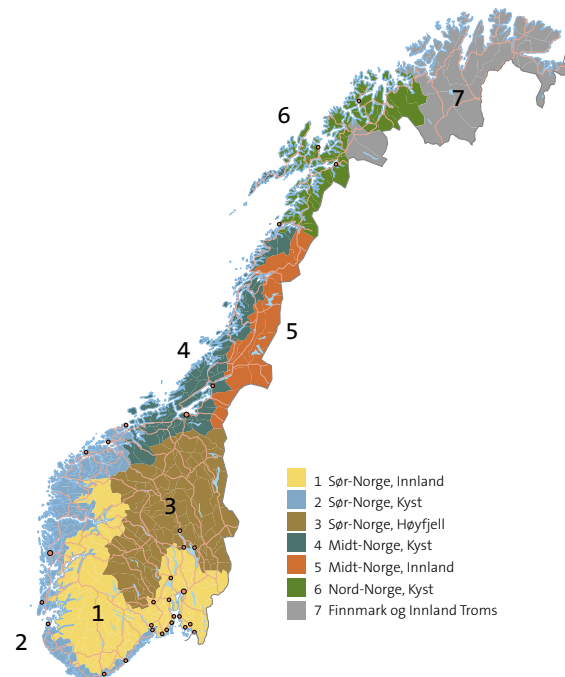 7
6
5
4
3
1
2
1 Sør-Norge, Innland
2 Sør-Norge, Kyst
3 Sør-Norge, Høyfjell
4 Midt-Norge, Kyst
5 Midt-Norge, Innland
6 Nord-Norge, Kyst
7 Finnmark og Innland Troms